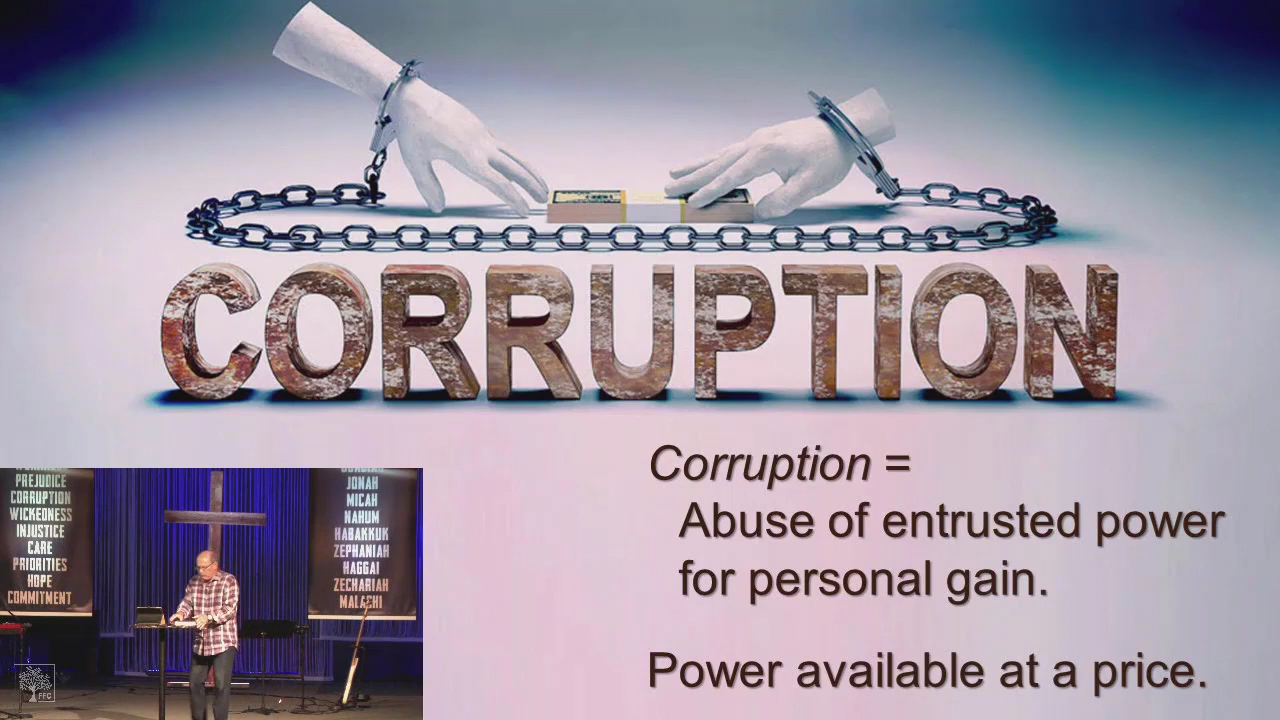 CORRUPTION
Corruption =
Abuse of entrusted power
for personal gain.
Power available at a price.
PREJUDICE
CORRUPTION
WICKEDNESS
INJUSTICE
CARE
PRIORITIES
HOPE
COMMITMENT
JONAH
MICAH
NAHUM
HABAKKUK
ZEPHANIAH
HAGGAI
ZECHARIAH
MALACHI
FFC